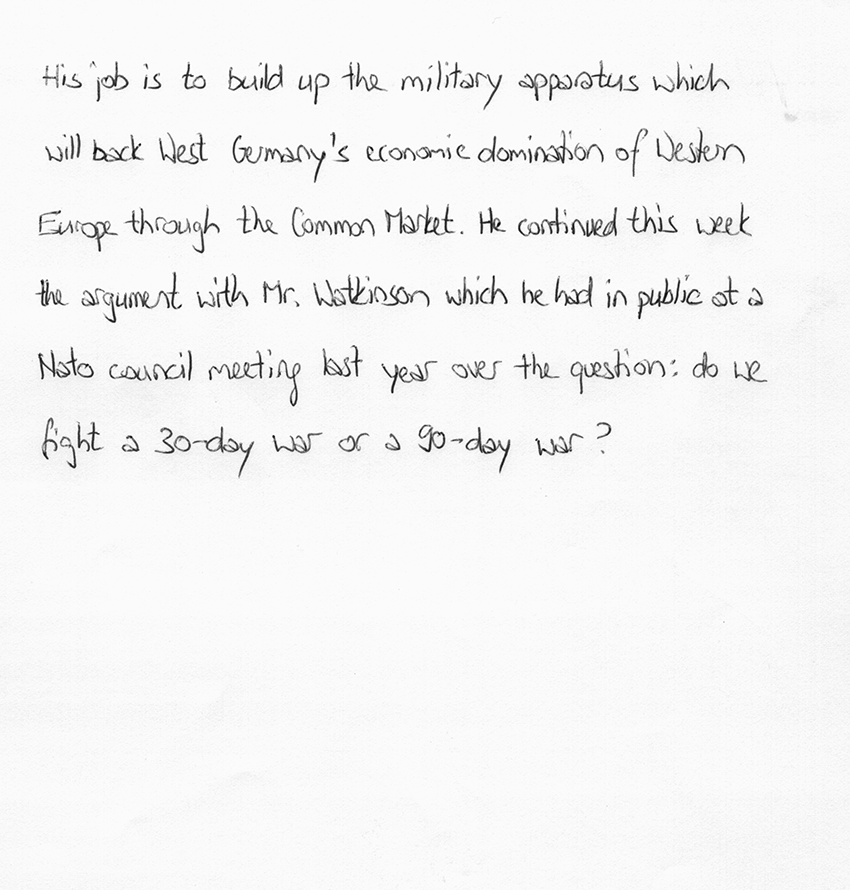 His job is to build up the military apparatus which
will back West Germany's economic domination of Western
Europe through the Common Market. He continued this week
the argument with Mr. Watkinson which he had in public at a
Nato council meeting last year over the question: do we
fight a 30-day war or a 90-day war?